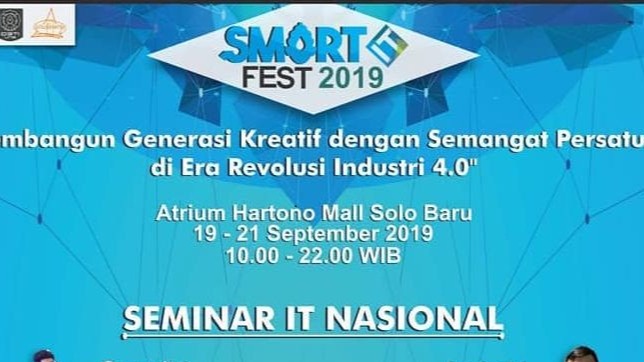 SMART
FEST 2019
embangun Generasi Kreatif dengan Semangat Persatu
di Era Revolusi Industri 4.0"
Atrium Hartono Mall Solo Baru
19 - 21 September 2019
10.00 - 22.00 WIB
SEMINAR IT NASIONAL